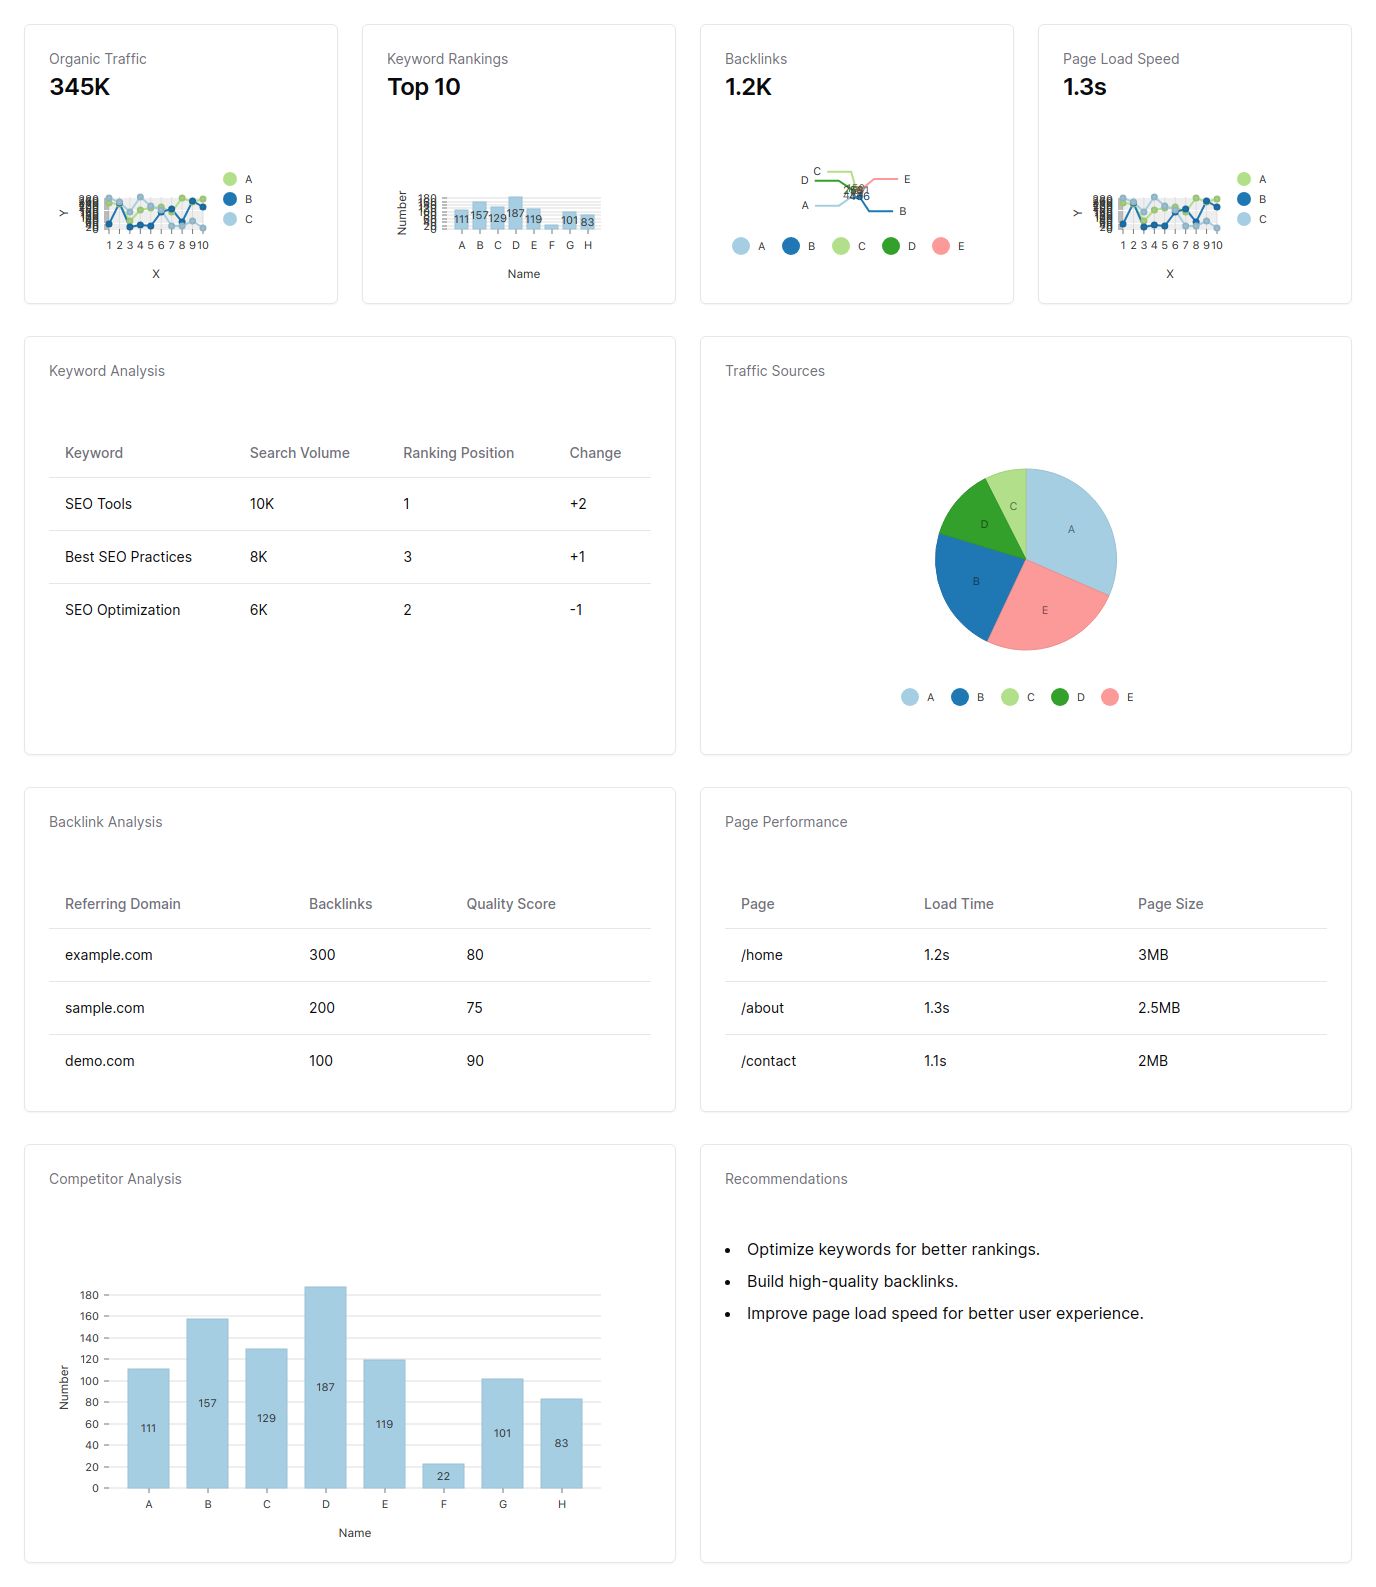 Organic Traffic
345K
Y
1 2 3 4 5 6 7 8 9 10
X
A
B
C
Keyword Rankings
Top 10
Number
111 157 129 187 119 101 83
A B C D E F G H
Name
Backlinks
1.2K
C
D
A
E
B
A B C D E
Page Load Speed
1.3s
Y
1 2 3 4 5 6 7 8 9 10
X
A
B
C
Keyword Analysis
Keyword Search Volume Ranking Position Change
SEO Tools 10K 1 +2
Best SEO Practices 8K 3 +1
SEO Optimization 6K 2 -1
Traffic Sources
C
D
A
B
E
A B C D E
Backlink Analysis
Referring Domain Backlinks Quality Score
example.com 300 80
sample.com 200 75
demo.com 100 90
Page Performance
Page Load Time Page Size
/home 1.2s 3MB
/about 1.3s 2.5MB
/contact 1.1s 2MB
Competitor Analysis
Number
180
160
140
120
100
80
60
40
20
0
111 157 129 187 119 22 101 83
A B C D E F G H
Name
Recommendations
• Optimize keywords for better rankings.
• Build high-quality backlinks.
• Improve page load speed for better user experience.